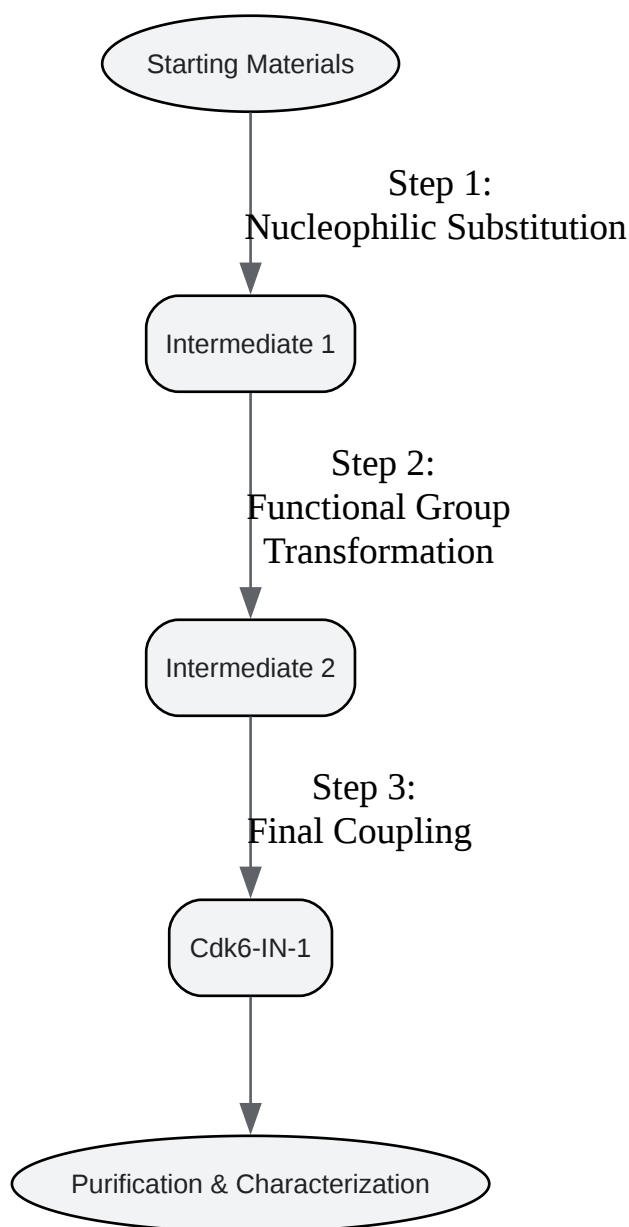 Starting Materials
Step 1:
Nucleophilic Substitution
Intermediate 1
Step 2:
Functional Group
Transformation
Intermediate 2
Step 3:
Final Coupling
Cdk6-IN-1
Purification & Characterization